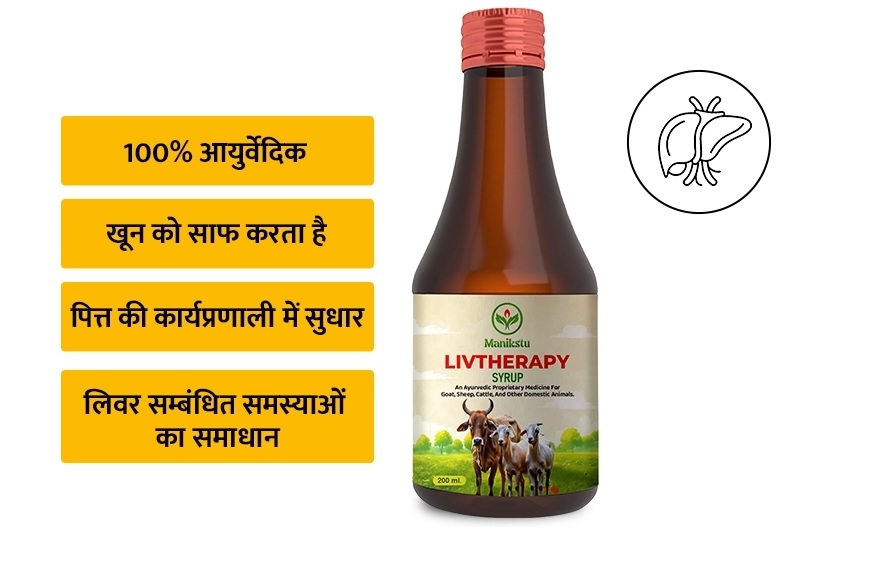 100% आयुर्वेदिक
खून को साफ करता है
पित्त की कार्यप्रणाली में सुधार
लिवर सम्बंधित समस्याओं
का समाधान
Manikstu
LIVTHERAPY
SYRUP
An Ayurvedic Proprietary Medicine For
Goat, Sheep, Cattle, And Other Domestic Animals.
200 ml.